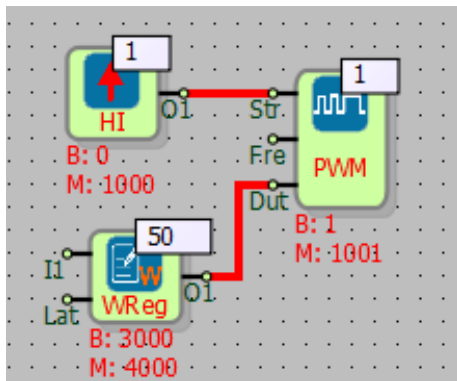 1
HI
O1
B: 0
M: 1000
1
Str
Fre
Dut
PWM
B: 1
M: 1001
50
I1
Lat
W
WReg
O1
B: 3000
M: 4000